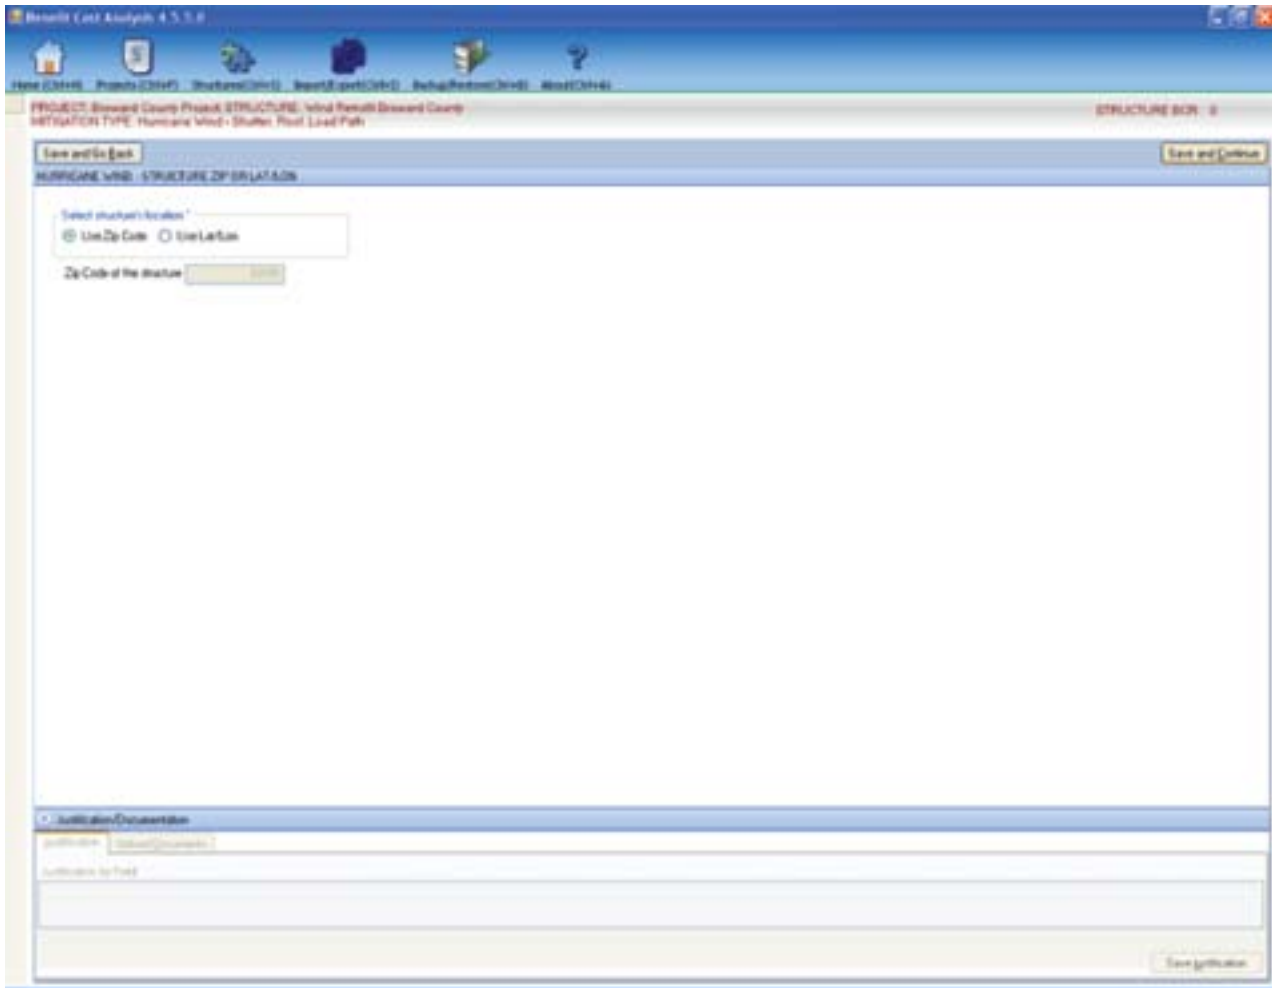 Benefit Cost Analysis 4.5.5.0
Home (Ctrl+H) Projects (Ctrl+P) Structures(Ctrl+S) Import/Export(Ctrl+I) Backup/Restore(Ctrl+B) About(Ctrl+A)
PROJECT: Broward County Project STRUCTURE: Wind Retrofit Broward County
STRUCTURE BCR: 0
MITIGATION TYPE: Hurricane Wind - Shutter, Roof, Load Path
Save and Go Back
Save and Continue
HURRICANE WIND - STRUCTURE ZIP OR LAT/LON
Select structure's location *
Use Zip Code Use Lat/Lon
Zip Code of the structure
Justification/Documentation
Justification
Justification for Field
Save Justification